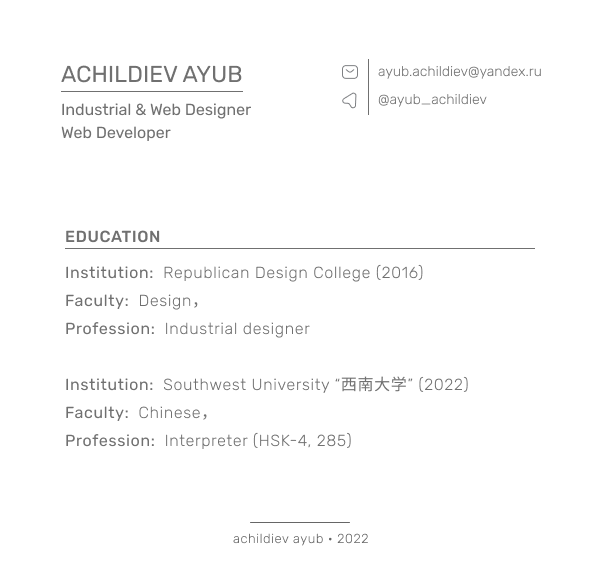 ACHILDIEV AYUB
Industrial & Web Designer
Web Developer
ayub.achildiev@yandex.ru
@ayub_achildiev
EDUCATION
Institution: Republican Design College (2016)
Faculty: Design，
Profession: Industrial designer
Institution: Southwest University “西南大学” (2022)
Faculty: Chinese，
Profession: Interpreter (HSK-4, 285)
achildiev ayub • 2022